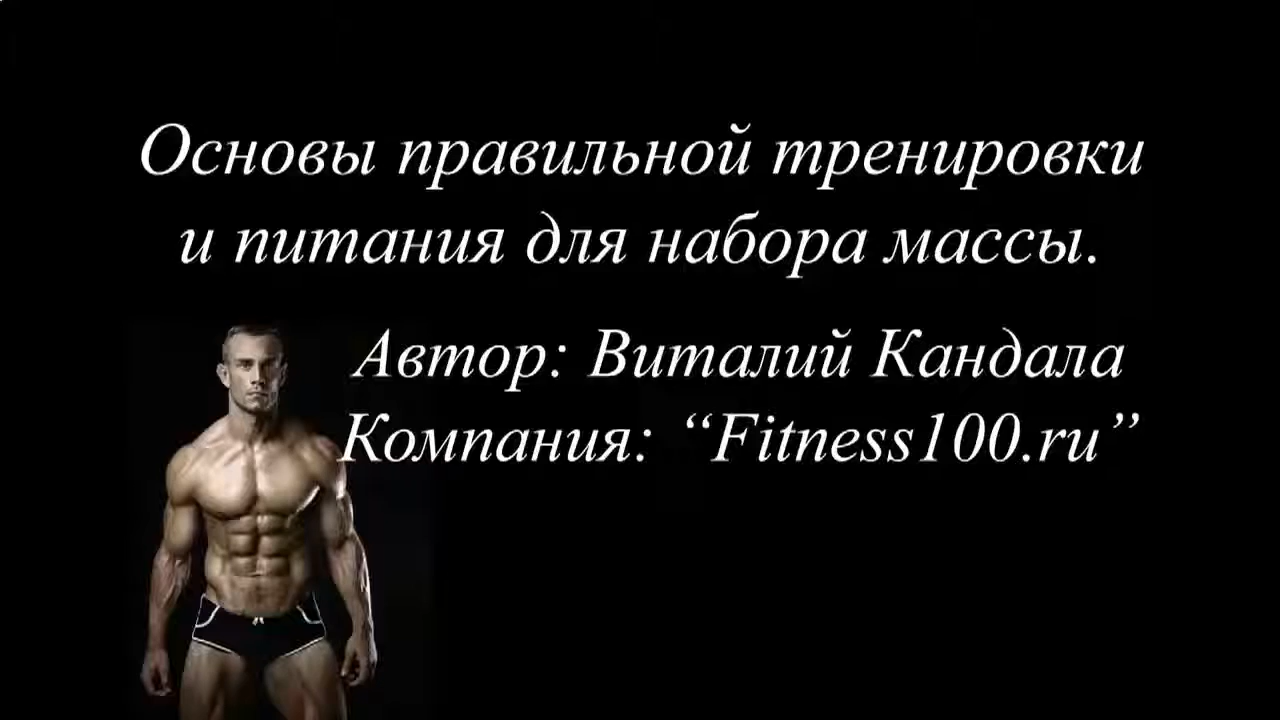 Основы правильной тренировки
и питания для набора массы.
Автор: Виталий Кандала
Компания: “Fitness100.ru”